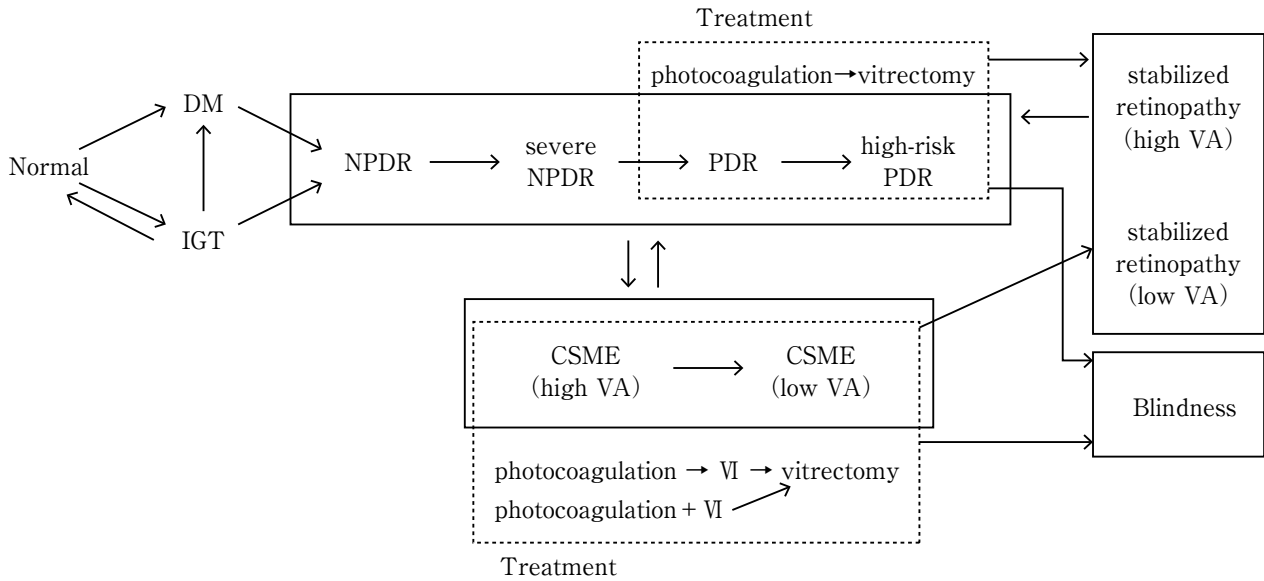 Treatment
photocoagulation→vitrectomy
DM
Normal
IGT
NPDR
severe
NPDR
PDR
high-risk
PDR
stabilized
retinopathy
(high VA)
stabilized
retinopathy
(low VA)
CSME
(high VA)
CSME
(low VA)
Blindness
photocoagulation → Ⅵ → vitrectomy
photocoagulation + Ⅵ
Treatment